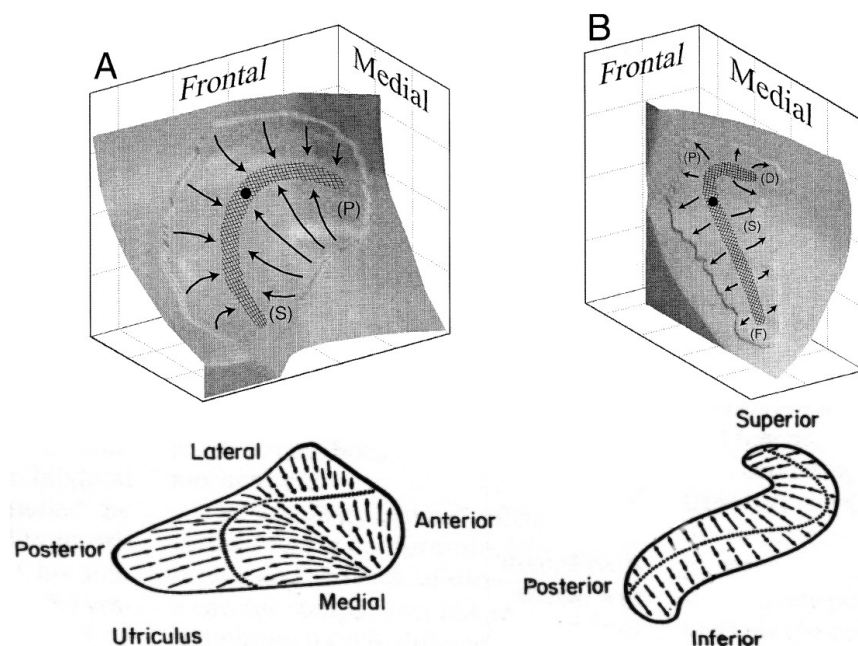 A
Frontal
Medial
(P)
(S)
B
Frontal
Medial
(P)
(D)
(S)
(F)
Lateral
Posterior
Anterior
Medial
Utriculus
Superior
Posterior
Inferior